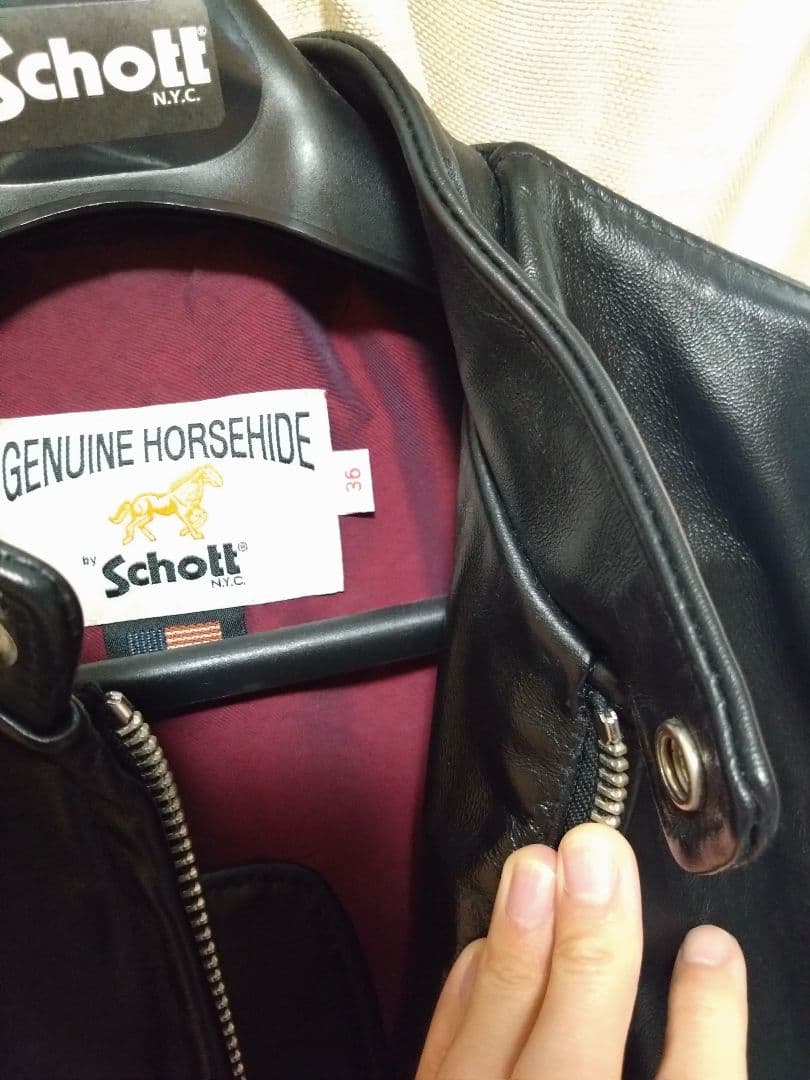 Schott®
N.Y.C.
GENUINE HORSEHIDE
36
by Schott®
N.Y.C.